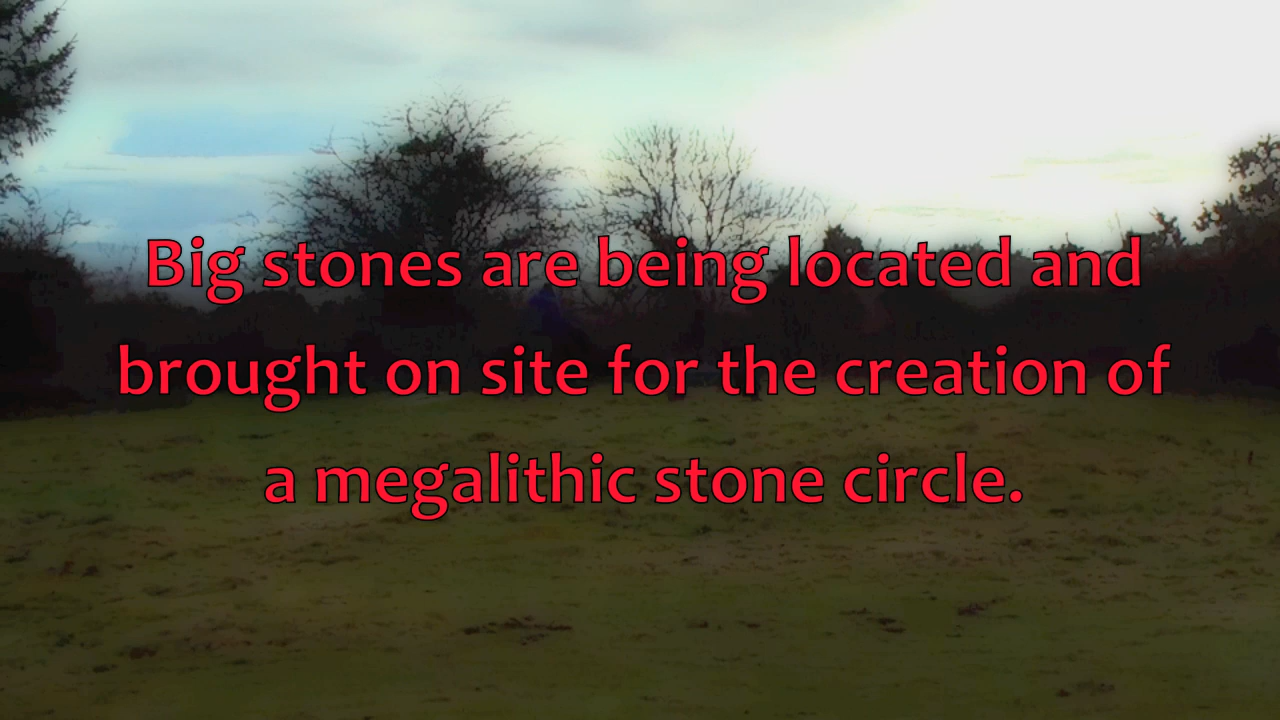 Big stones are being located and
brought on site for the creation of
a megalithic stone circle.